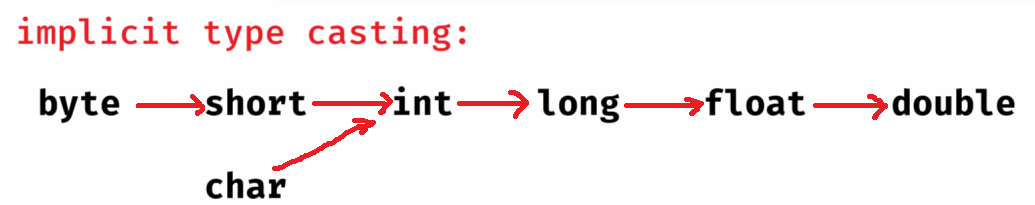 implicit type casting:
byte short int long float double
char